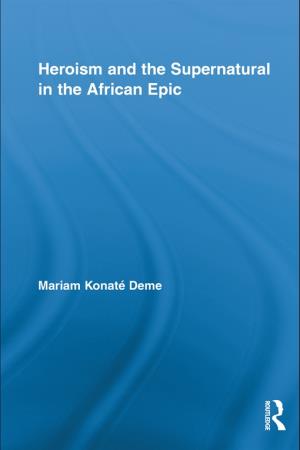 Heroism and the Supernatural
in the African Epic
Mariam Konaté Deme
ROUTLEDGE